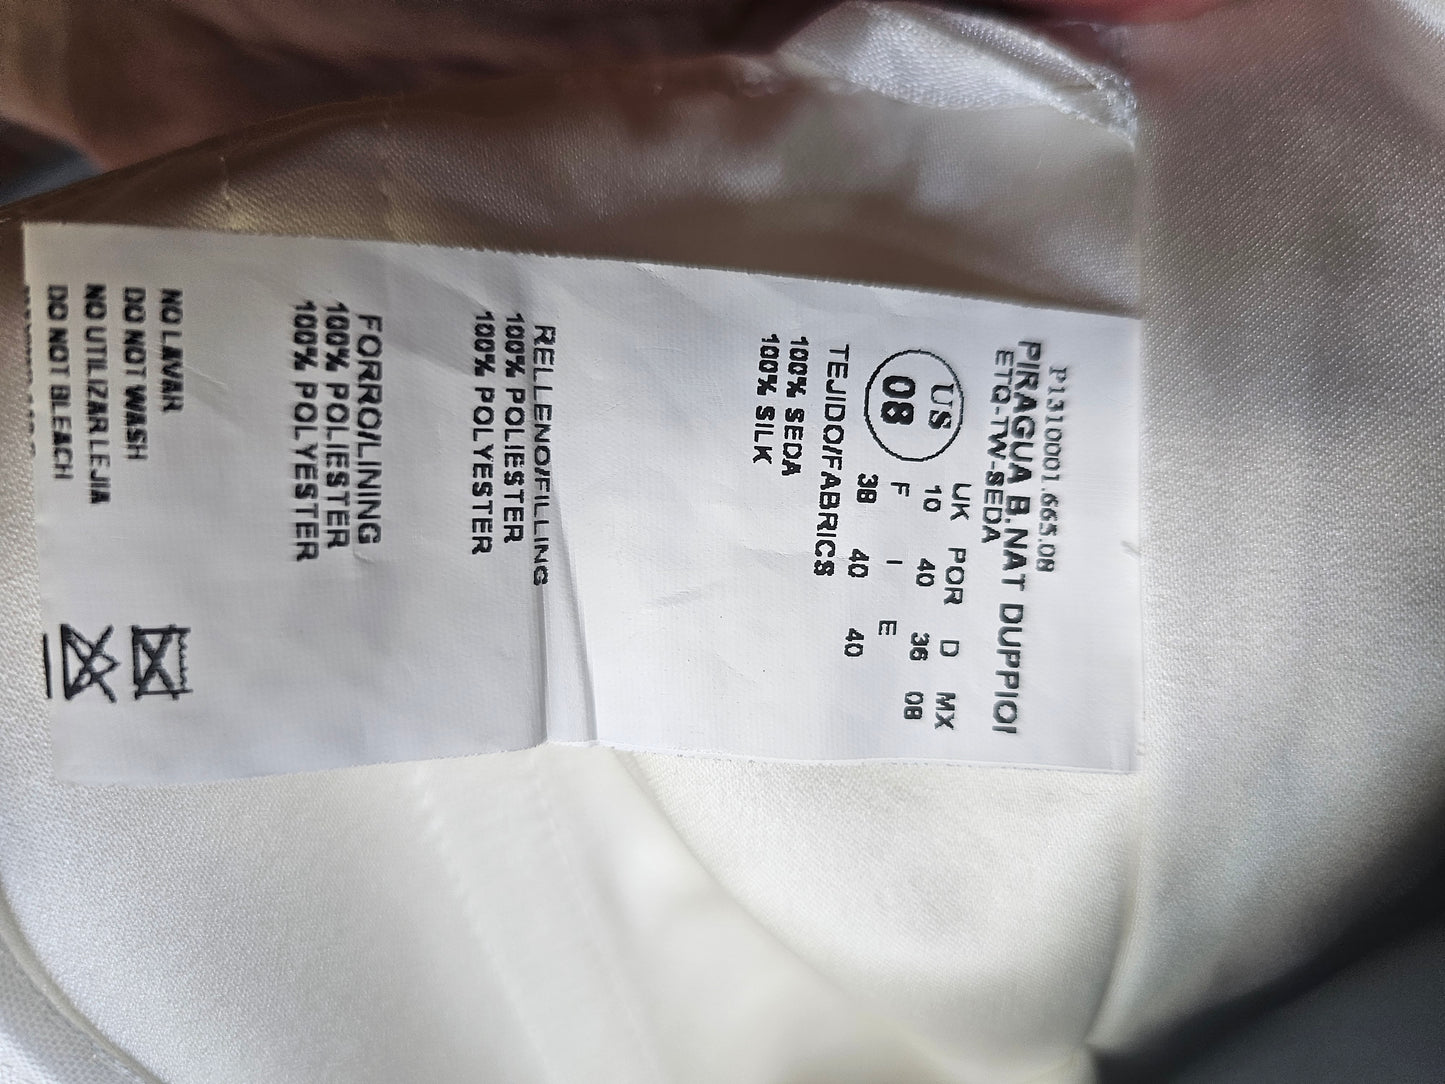 P1310001.665.08
PIRAGUA B.NAT DUPPIOI
ETQ-TW-SEDA
US UK POR D MX
08 10 40 36 08
F I E
38 40 40
TEJIDO/FABRICS
100% SEDA
100% SILK
RELLENO/FILLING
100% POLIESTER
100% POLYESTER
FORRO/LINING
100% POLIESTER
100% POLYESTER
NO LAVAR
DO NOT WASH
NO UTILIZAR LEJIA
DO NOT BLEACH